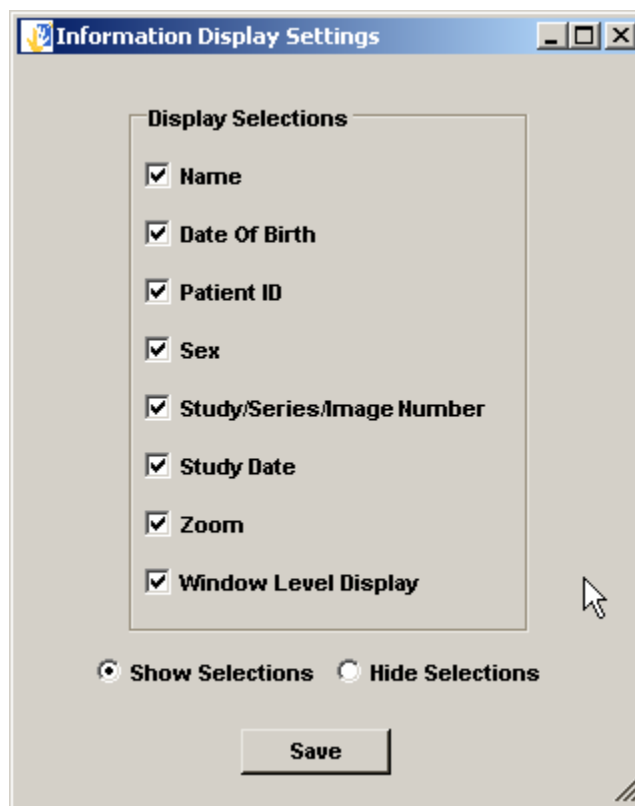 Information Display Settings
Display Selections
Name
Date Of Birth
Patient ID
Sex
Study/Series/Image Number
Study Date
Zoom
Window Level Display
Show Selections Hide Selections
Save